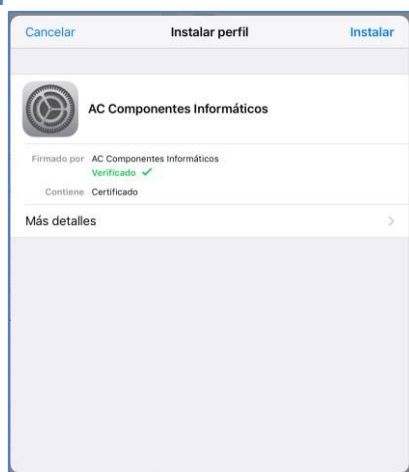 Cancelar Instalar perfil Instalar
AC Componentes Informáticos
Firmado por AC Componentes Informáticos
Verificado ✓
Contiene Certificado
Más detalles